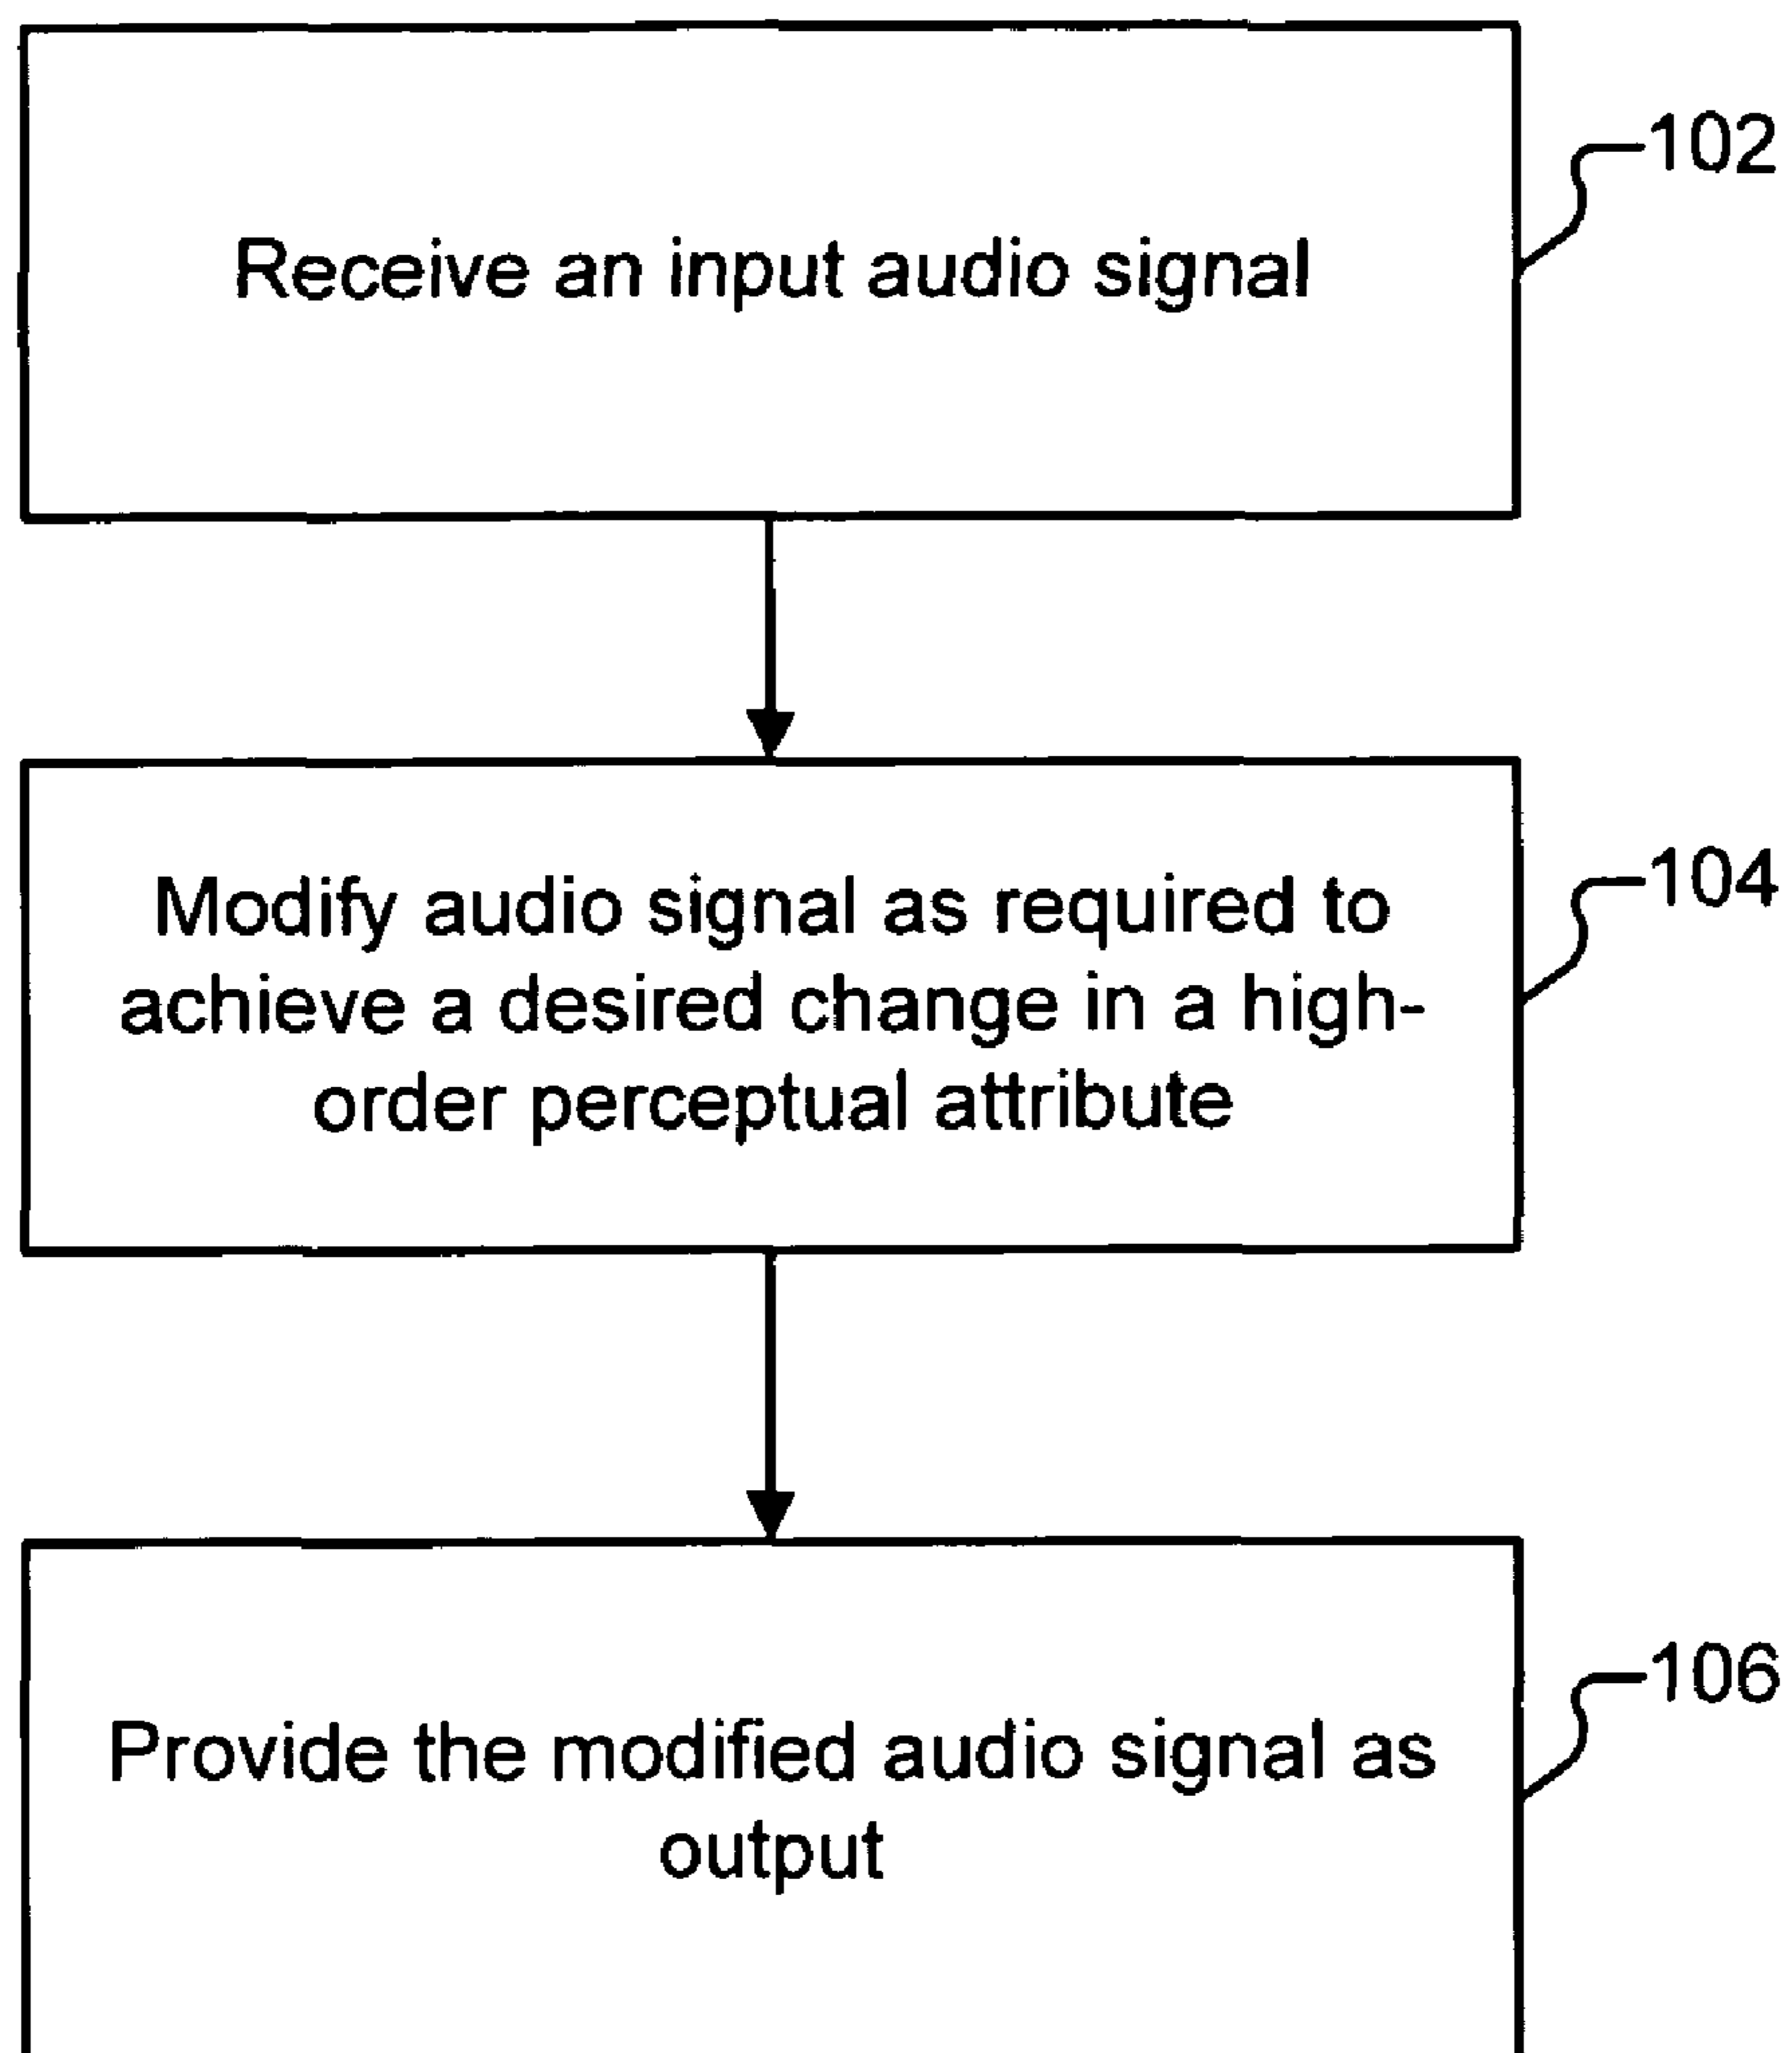 Receive an input audio signal
102
Modify audio signal as required to
achieve a desired change in a high-
order perceptual attribute
104
Provide the modified audio signal as
output
106